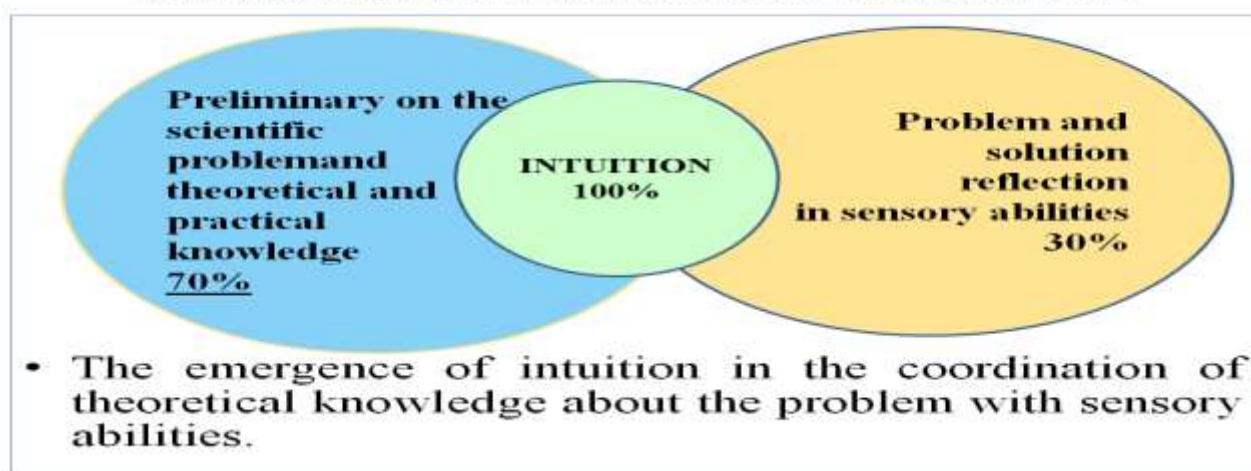 Preliminary on the
scientific
problemand
theoretical and
practical
knowledge
70%
INTUITION
100%
Problem and
solution
reflection
in sensory abilities
30%
• The emergence of intuition in the coordination of
theoretical knowledge about the problem with sensory
abilities.